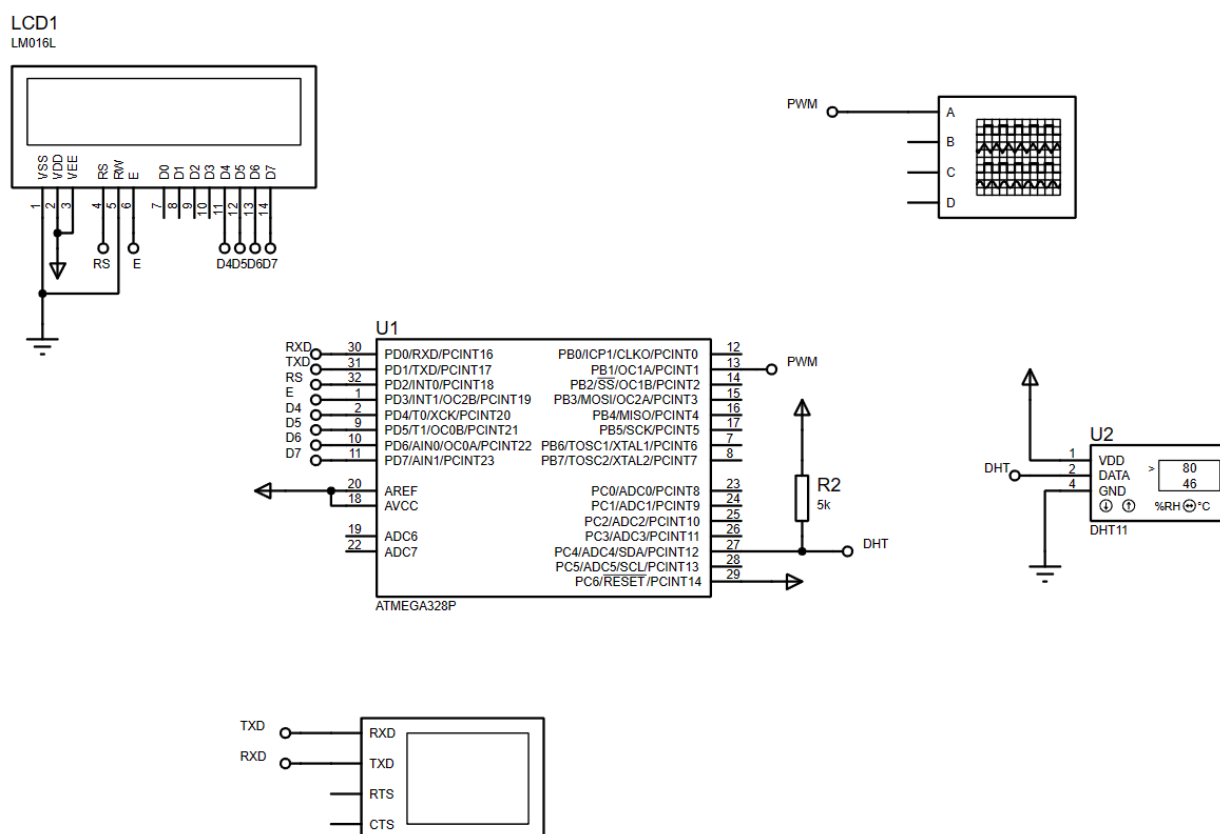 LCD1
LM016L
VSS VDD VEE RS RW E D0 D1 D2 D3 D4 D5 D6 D7
1 2 3 4 5 6 7 8 9 10 11 12 13 14
RS E D4 D5 D6 D7
PWM
A
B
C
D
U1
RXD 30 PD0/RXD/PCINT16 PB0/ICP1/CLKO/PCINT0 12
TXD 31 PD1/TXD/PCINT17 PB1/OC1A/PCINT1 13 PWM
RS 32 PD2/INT0/PCINT18 PB2/SS/OC1B/PCINT2 14
E 1 PD3/INT1/OC2B/PCINT19 PB3/MOSI/OC2A/PCINT3 15
D4 2 PD4/T0/XCK/PCINT20 PB4/MISO/PCINT4 16
D5 9 PD5/T1/OC0B/PCINT21 PB5/SCK/PCINT5 17
D6 10 PD6/AIN0/OC0A/PCINT22 PB6/TOSC1/XTAL1/PCINT6 7
D7 11 PD7/AIN1/PCINT23 PB7/TOSC2/XTAL2/PCINT7 8
20 AREF PC0/ADC0/PCINT8 23
18 AVCC PC1/ADC1/PCINT9 24
PC2/ADC2/PCINT10 25
19 ADC6 PC3/ADC3/PCINT11 26
22 ADC7 PC4/ADC4/SDA/PCINT12 27 DHT
PC5/ADC5/SCL/PCINT13 28
PC6/RESET/PCINT14 29
ATMEGA328P
R2
5k
U2
1 VDD > 80
DHT 2 DATA 46
4 GND
%RH °C
DHT11
TXD RXD
RXD TXD
RTS
CTS